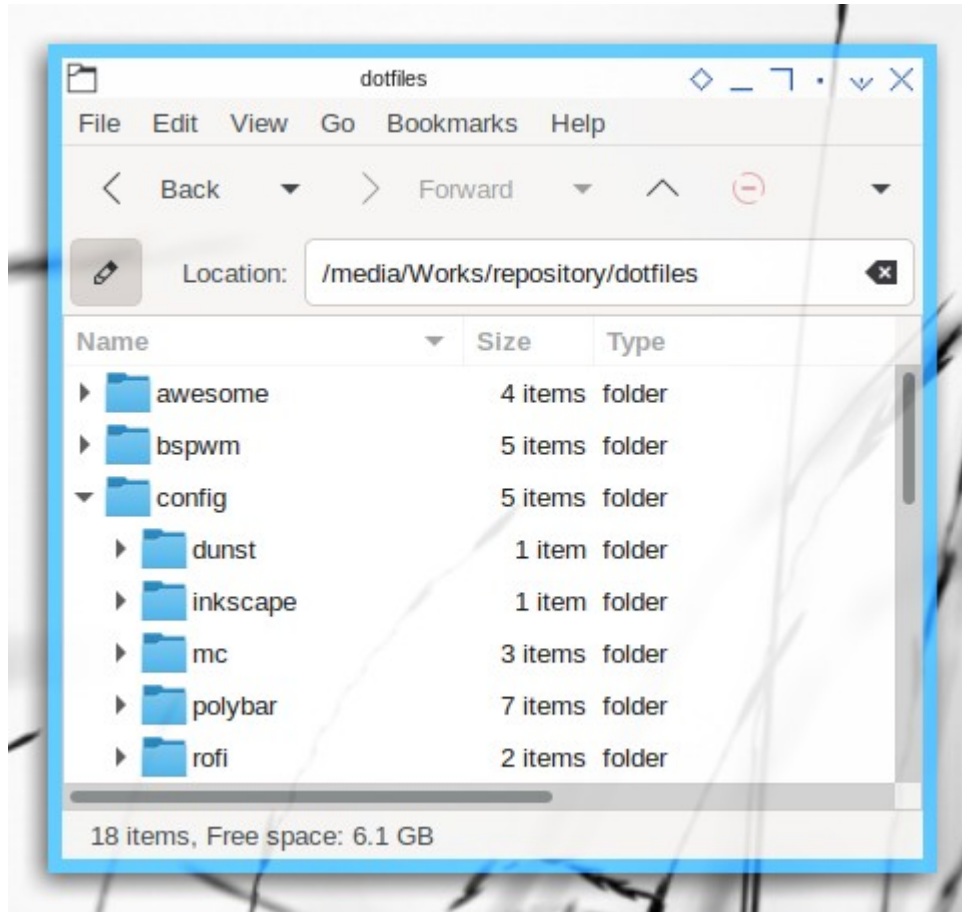 dotfiles
File Edit View Go Bookmarks Help
Back Forward
Location: /media/Works/repository/dotfiles
Name Size Type
awesome 4 items folder
bspwm 5 items folder
config 5 items folder
dunst 1 item folder
inkscape 1 item folder
mc 3 items folder
polybar 7 items folder
rofi 2 items folder
18 items, Free space: 6.1 GB